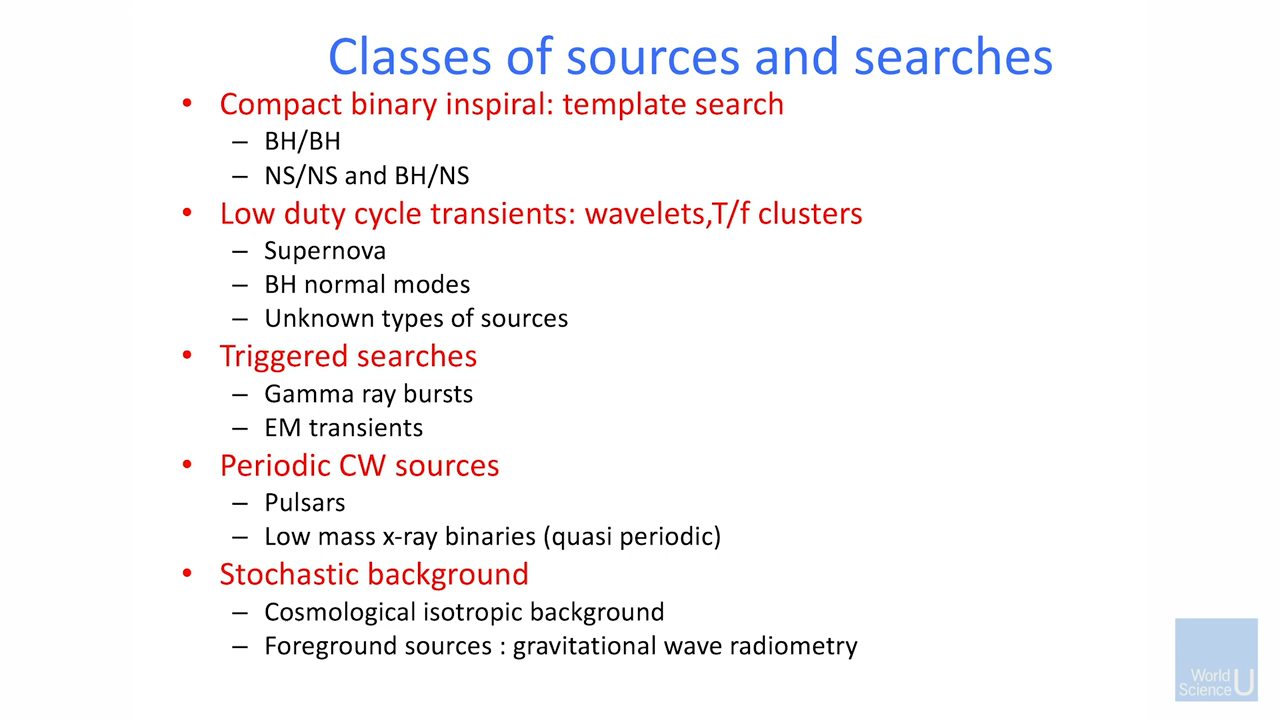 Classes of sources and searches
• Compact binary inspiral: template search
– BH/BH
– NS/NS and BH/NS
• Low duty cycle transients: wavelets,T/f clusters
– Supernova
– BH normal modes
– Unknown types of sources
• Triggered searches
– Gamma ray bursts
– EM transients
• Periodic CW sources
– Pulsars
– Low mass x-ray binaries (quasi periodic)
• Stochastic background
– Cosmological isotropic background
– Foreground sources : gravitational wave radiometry
World
Science U